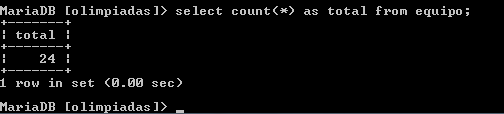 MariaDB [olimpiadas]> select count(*) as total from equipo;
+-------+
| total |
+-------+
|    24 |
+-------+
1 row in set (0.00 sec)
MariaDB [olimpiadas]> _